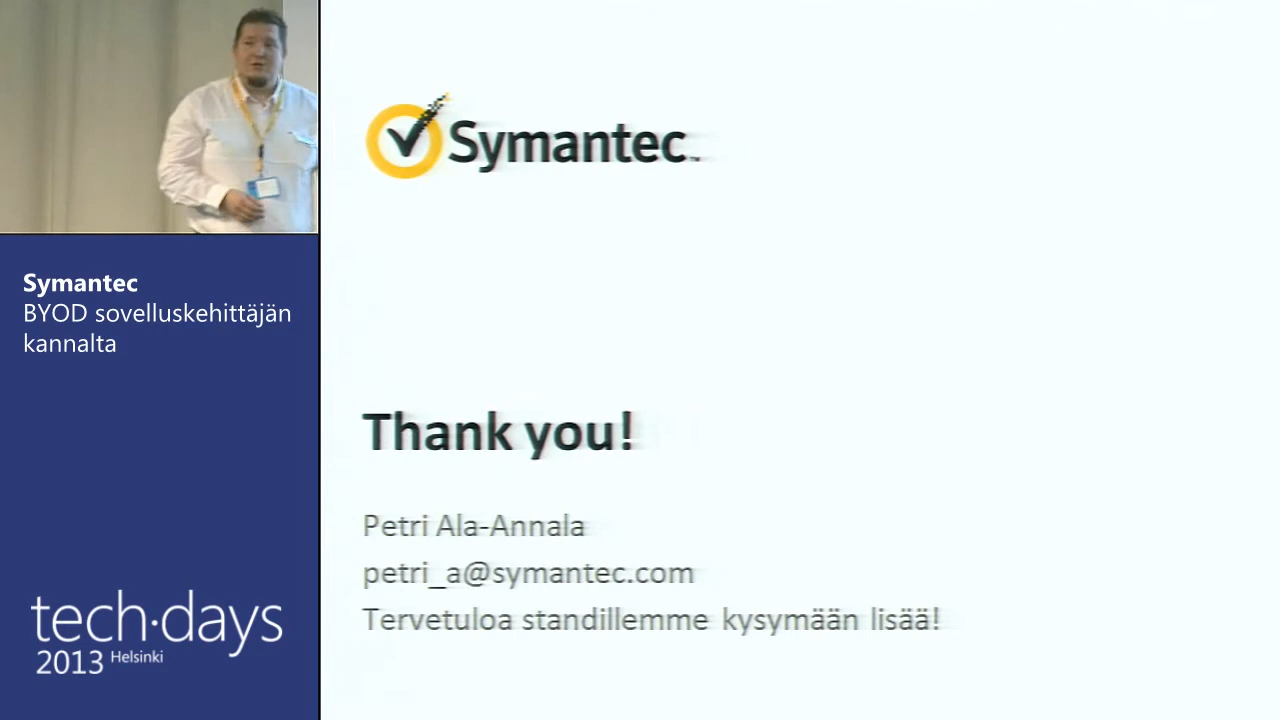 Symantec
BYOD sovelluskehittäjän
kannalta
tech·days
2013 Helsinki
Symantec™
Thank you!
Petri Ala-Annala
petri_a@symantec.com
Tervetuloa standillemme kysymään lisää!